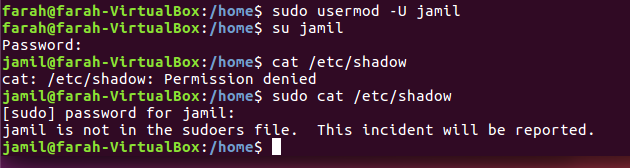 farah@farah-VirtualBox:/home$ sudo usermod -U jamil
farah@farah-VirtualBox:/home$ su jamil
Password:
jamil@farah-VirtualBox:/home$ cat /etc/shadow
cat: /etc/shadow: Permission denied
jamil@farah-VirtualBox:/home$ sudo cat /etc/shadow
[sudo] password for jamil:
jamil is not in the sudoers file.  This incident will be reported.
jamil@farah-VirtualBox:/home$